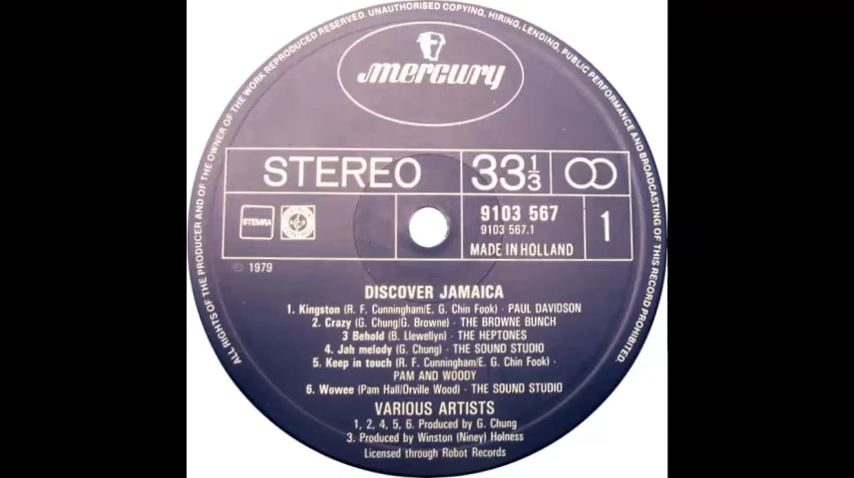 ALL RIGHTS OF THE PRODUCER AND OF THE OWNER OF THE WORK REPRODUCED RESERVED. UNAUTHORISED COPYING, HIRING, LENDING, PUBLIC PERFORMANCE AND BROADCASTING OF THIS RECORD PROHIBITED.
mercury
STEREO 33⅓
STEMRA
9103 567
9103 567.1
1
MADE IN HOLLAND
℗ 1979
DISCOVER JAMAICA
1. Kingston (R. F. Cunningham/E. G. Chin Fook) · PAUL DAVIDSON
2. Crazy (G. Chung/G. Browne) · THE BROWNE BUNCH
3 Behold (B. Llewellyn) · THE HEPTONES
4. Jah melody (G. Chung) · THE SOUND STUDIO
5. Keep in touch (R. F. Cunningham/E. G. Chin Fook) ·
PAM AND WOODY
6. Wowee (Pam Hall/Orville Wood) · THE SOUND STUDIO
VARIOUS ARTISTS
1, 2, 4, 5, 6. Produced by G. Chung
3. Produced by Winston (Niney) Holness
Licensed through Robot Records